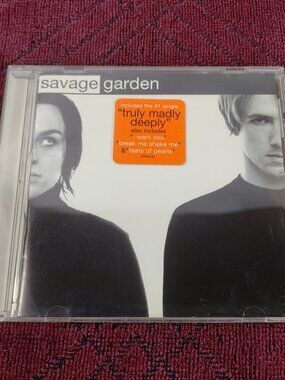 savage garden
includes the #1 single
"truly madly
deeply"
also includes
"i want you"
"break me shake me"
& "tears of pearls"